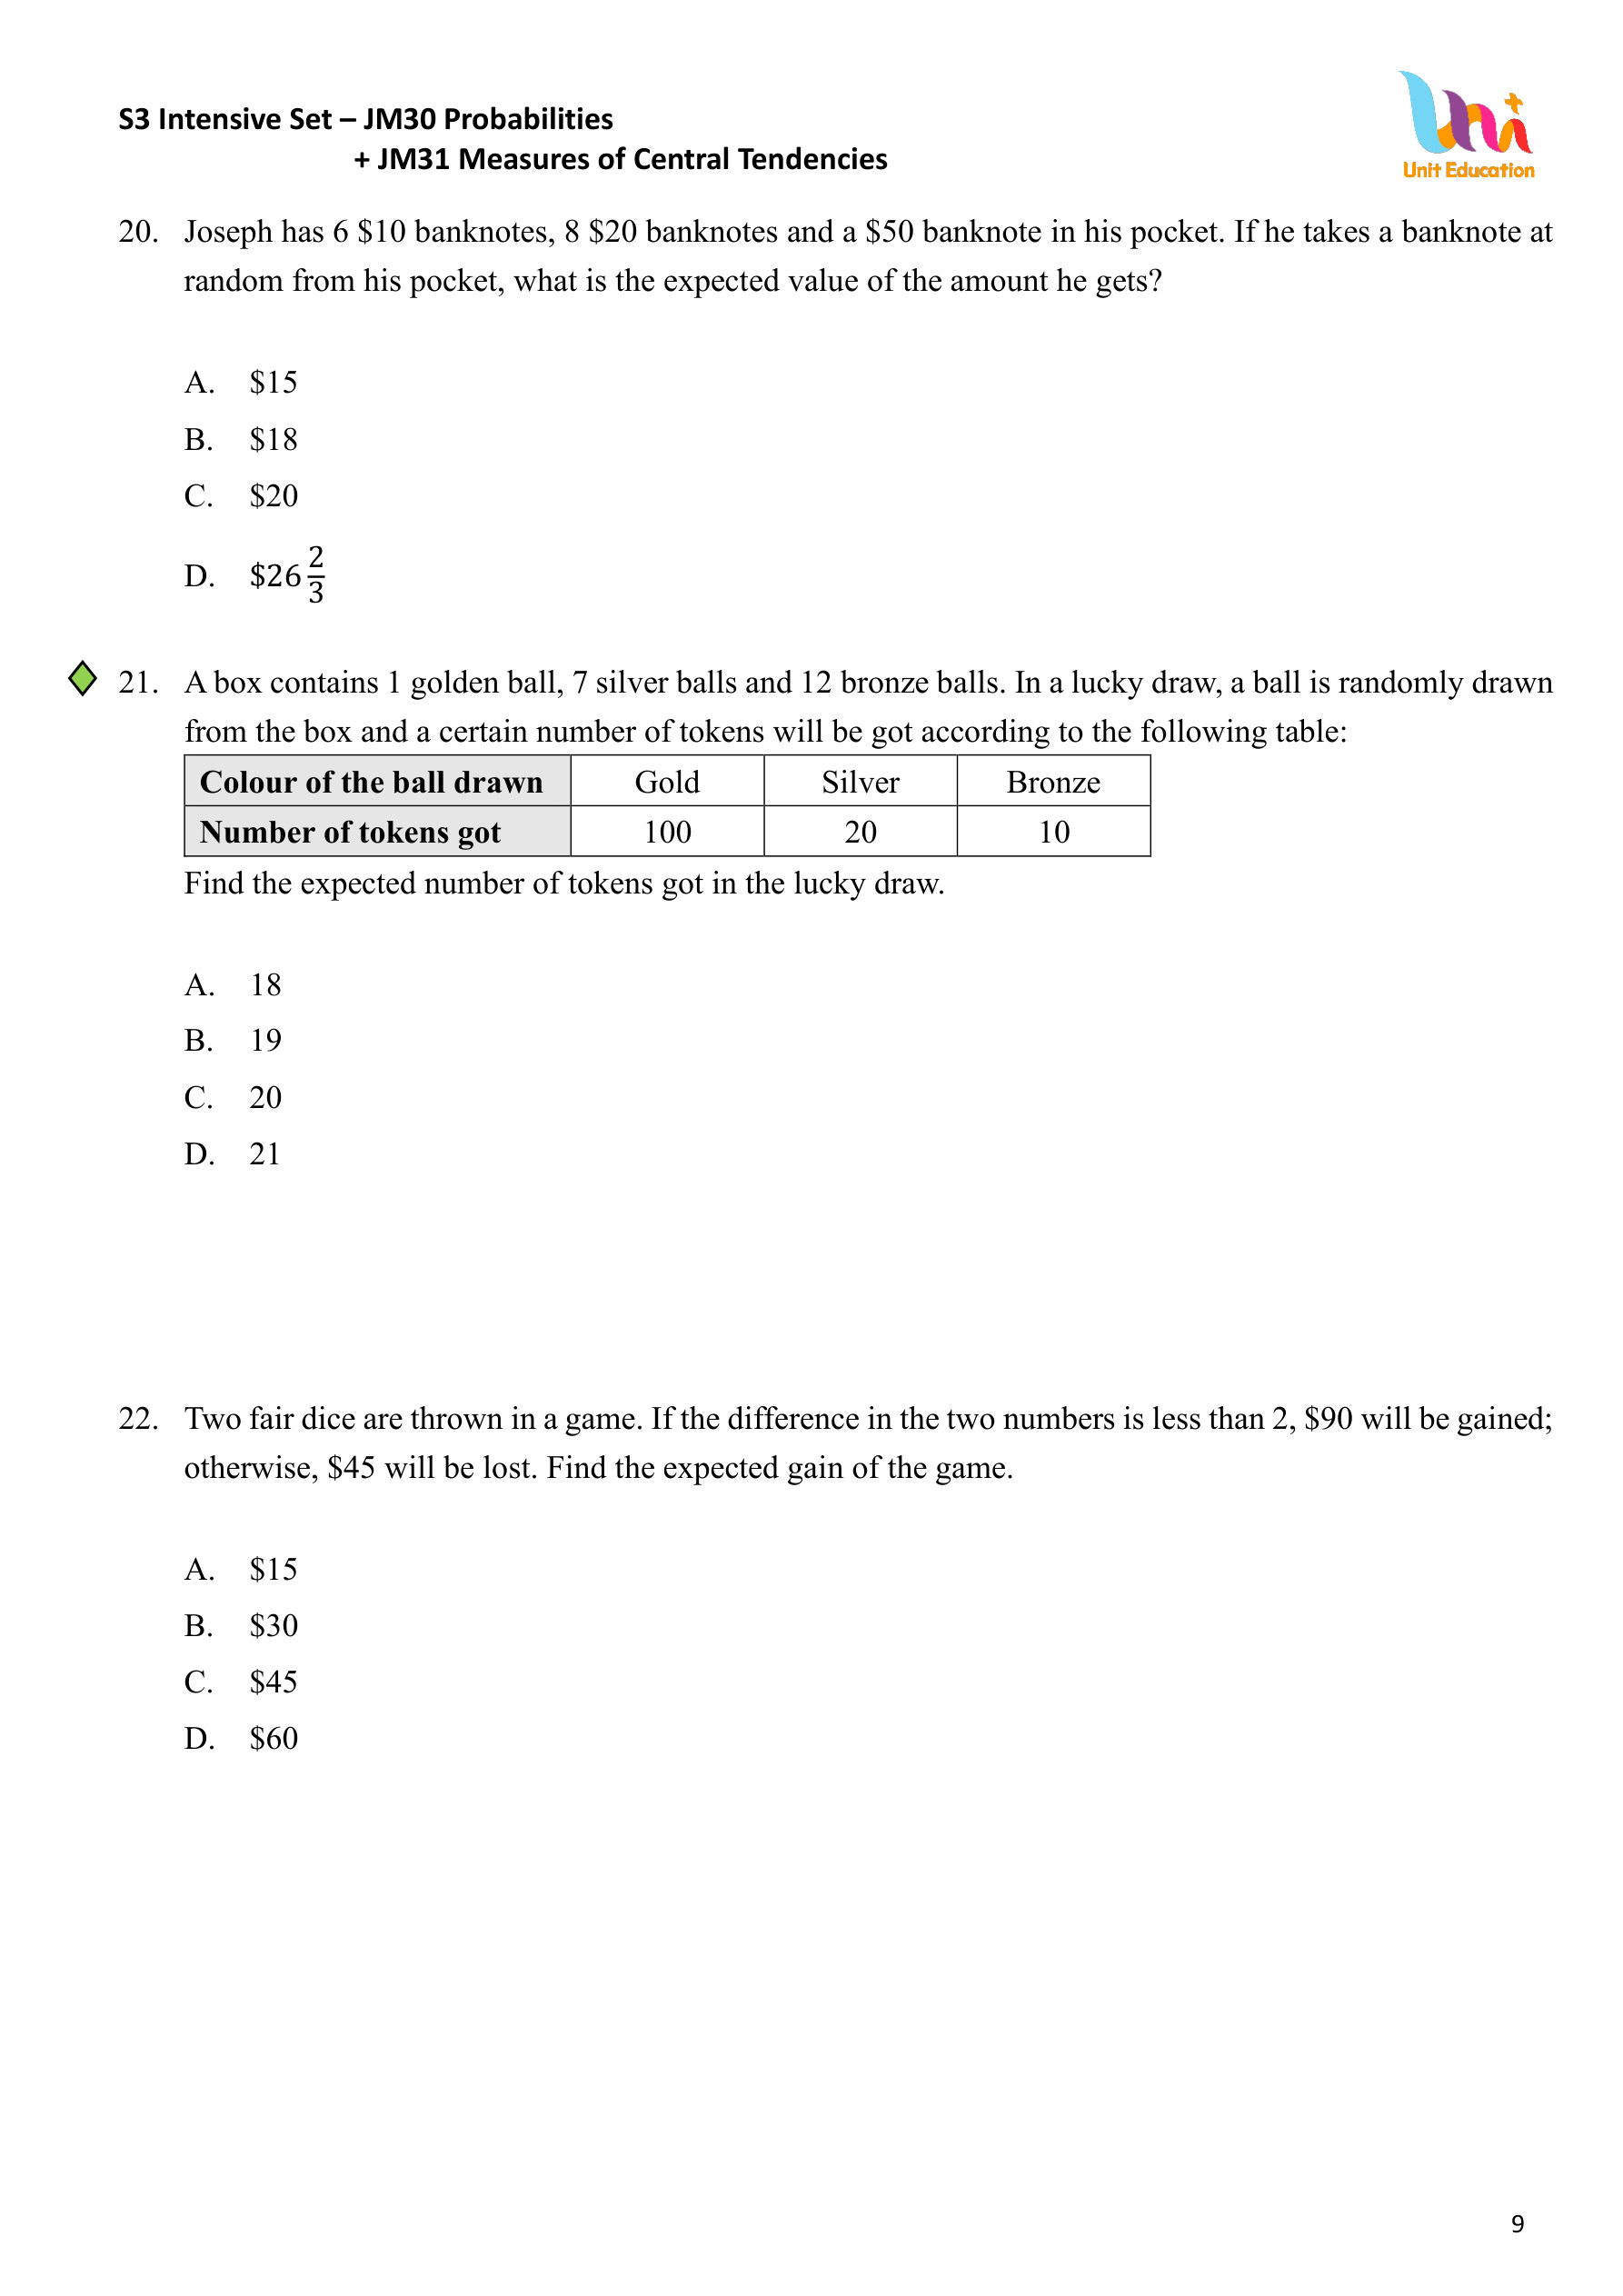 S3 Intensive Set – JM30 Probabilities
+ JM31 Measures of Central Tendencies
Unit Education
20. Joseph has 6 $10 banknotes, 8 $20 banknotes and a $50 banknote in his pocket. If he takes a banknote at
random from his pocket, what is the expected value of the amount he gets?
A. $15
B. $18
C. $20
D. $26 2/3
21. A box contains 1 golden ball, 7 silver balls and 12 bronze balls. In a lucky draw, a ball is randomly drawn
from the box and a certain number of tokens will be got according to the following table:
Colour of the ball drawn Gold Silver Bronze
Number of tokens got 100 20 10
Find the expected number of tokens got in the lucky draw.
A. 18
B. 19
C. 20
D. 21
22. Two fair dice are thrown in a game. If the difference in the two numbers is less than 2, $90 will be gained;
otherwise, $45 will be lost. Find the expected gain of the game.
A. $15
B. $30
C. $45
D. $60
9